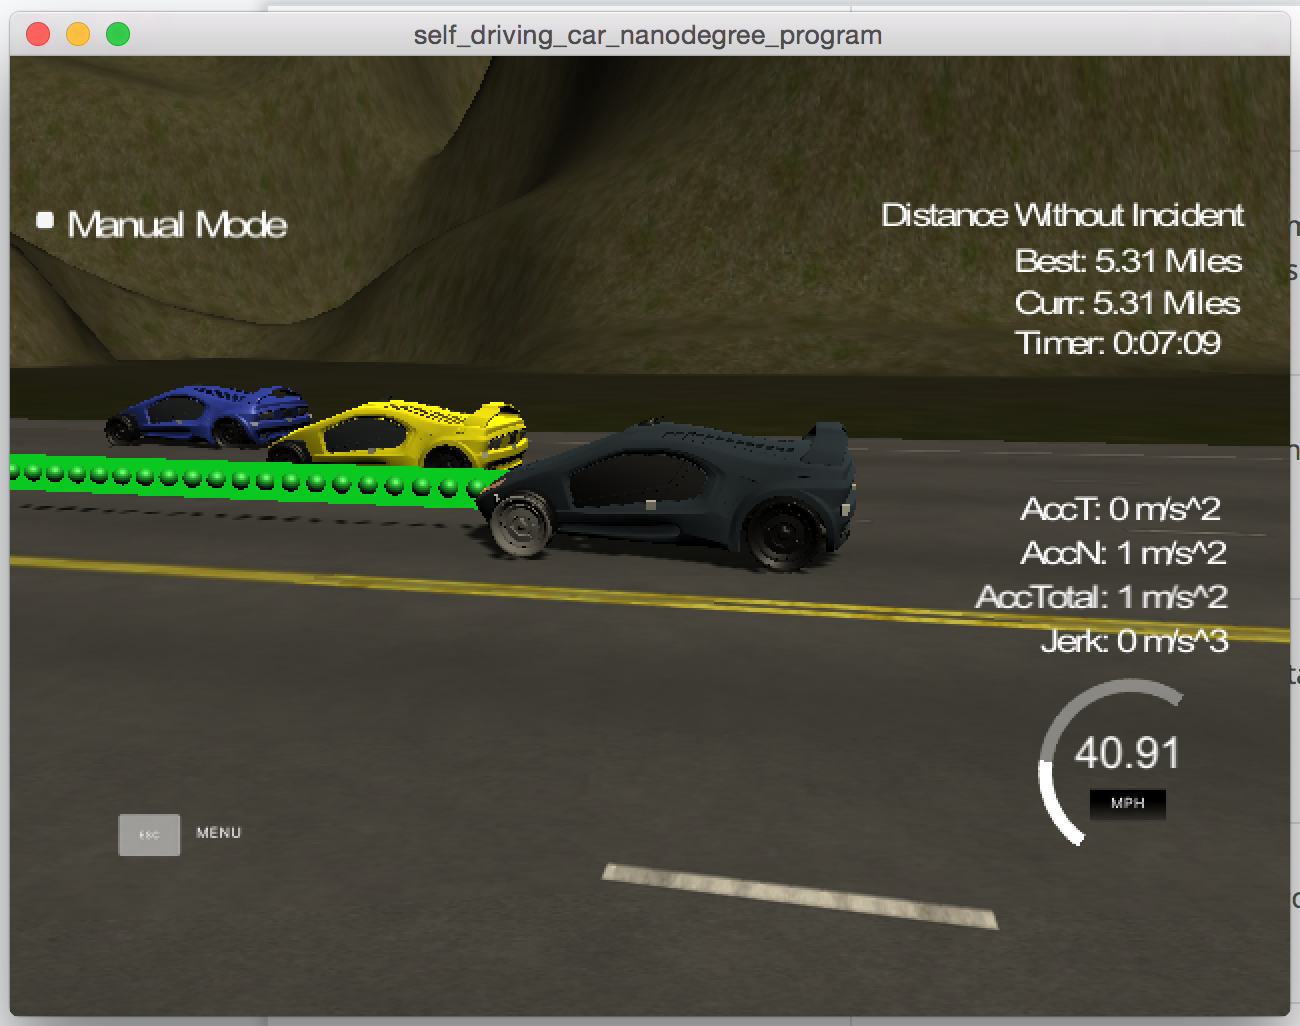 self_driving_car_nanodegree_program
Manual Mode
Distance Without Incident
Best: 5.31 Miles
Curr: 5.31 Miles
Timer: 0:07:09
AccT: 0 m/s^2
AccN: 1 m/s^2
AccTotal: 1 m/s^2
Jerk: 0 m/s^3
40.91
MPH
ESC MENU